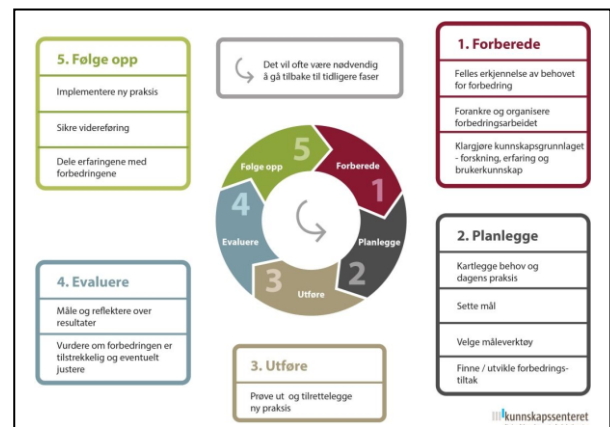 5. Følge opp
Implementere ny praksis
Sikre videreføring
Dele erfaringene med
forbedringene
Det vil ofte være nødvendig
å gå tilbake til tidligere faser
1. Forberede
Felles erkjennelse av behovet
for forbedring
Forankre og organisere
forbedringsarbeidet
Klargjøre kunnskapsgrunnlaget
- forskning, erfaring og
brukerkunnskap
5
Følge opp
Forberede
1
4
Evaluere
Planlegge
2
3
Utføre
2. Planlegge
Kartlegge behov og
dagens praksis
Sette mål
Velge måleverktøy
Finne / utvikle forbedrings-
tiltak
4. Evaluere
Måle og reflektere over
resultater
Vurdere om forbedringen er
tilstrekkelig og eventuelt
justere
3. Utføre
Prøve ut og tilrettelegge
ny praksis
kunnskapssenteret